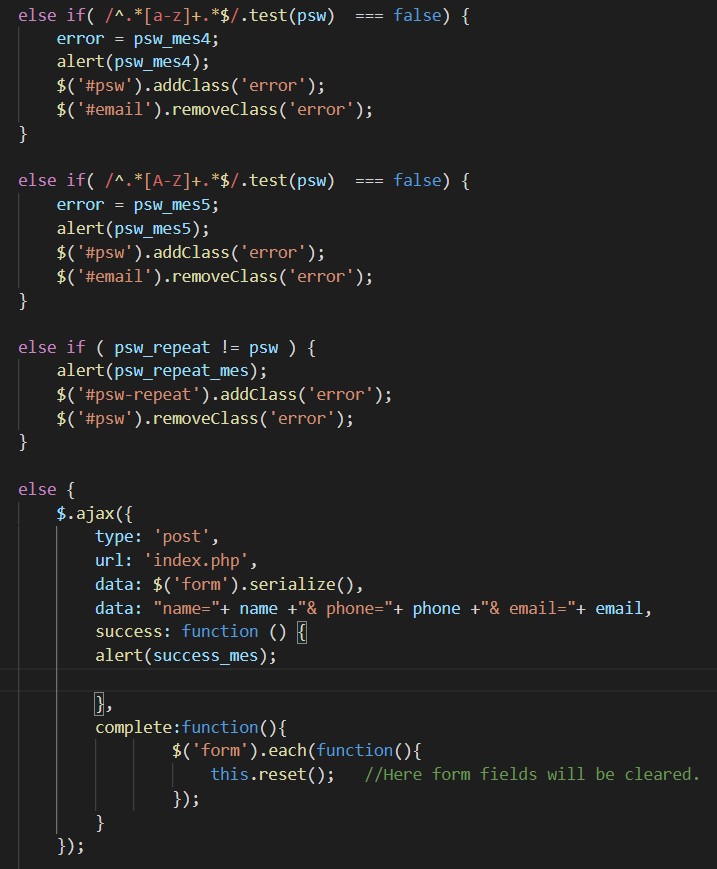 else if( /^.*[a-z]+.*$/.test(psw)  === false) {
error = psw_mes4;
alert(psw_mes4);
$('#psw').addClass('error');
$('#email').removeClass('error');
}
else if( /^.*[A-Z]+.*$/.test(psw)  === false) {
error = psw_mes5;
alert(psw_mes5);
$('#psw').addClass('error');
$('#email').removeClass('error');
}
else if ( psw_repeat != psw ) {
alert(psw_repeat_mes);
$('#psw-repeat').addClass('error');
$('#psw').removeClass('error');
}
else {
$.ajax({
type: 'post',
url: 'index.php',
data: $('form').serialize(),
data: "name="+ name +"& phone="+ phone +"& email="+ email,
success: function () {
alert(success_mes);
},
complete:function(){
$('form').each(function(){
this.reset();   //Here form fields will be cleared.
});
}
});